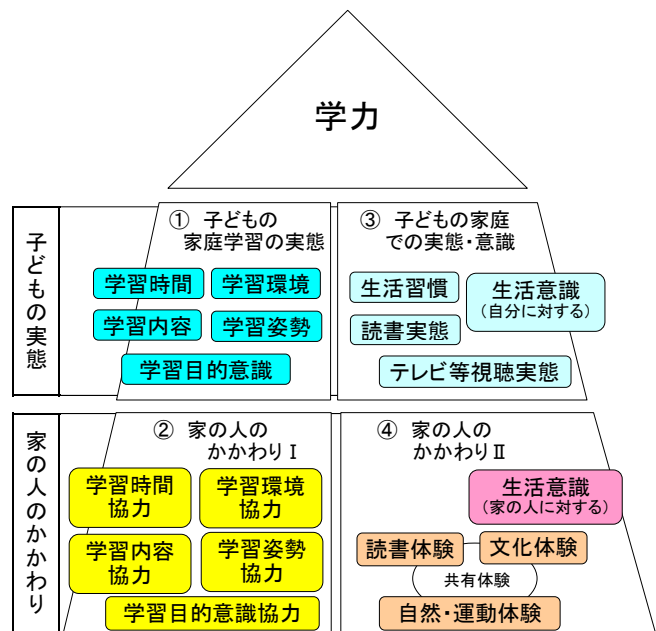 学力
子どもの実態
① 子どもの
家庭学習の実態
学習時間
学習環境
学習内容
学習姿勢
学習目的意識
③ 子どもの家庭
での実態・意識
生活習慣
生活意識
(自分に対する)
読書実態
テレビ等視聴実態
家の人のかかわり
② 家の人の
かかわりⅠ
学習時間
協力
学習環境
協力
学習内容
協力
学習姿勢
協力
学習目的意識協力
④ 家の人の
かかわりⅡ
生活意識
(家の人に対する)
読書体験
文化体験
共有体験
自然・運動体験